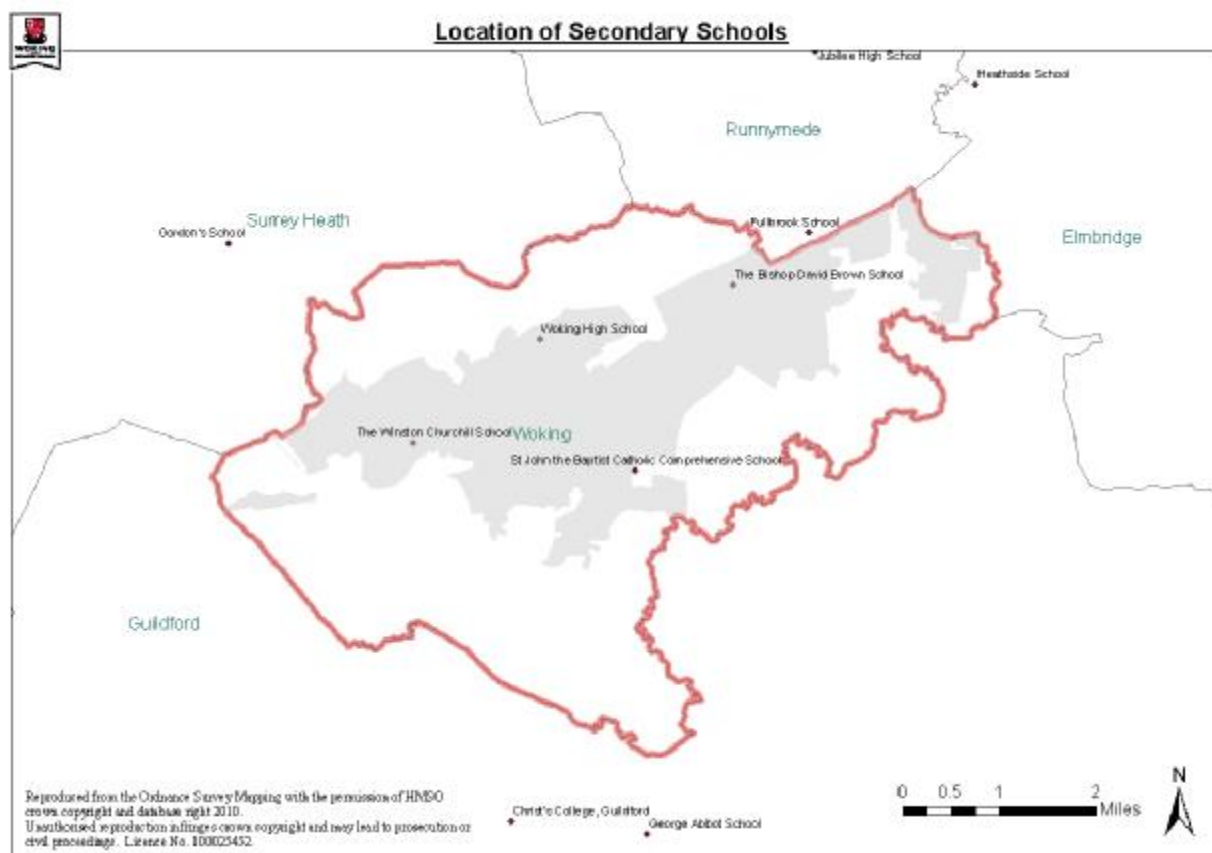 Location of Secondary Schools
WOKING
Jubilee High School
Heathside School
Runnymede
Surrey Heath
Fullbrook School
Gordon's School
Elmbridge
The Bishop David Brown School
Woking High School
The Winston Churchill School
Woking
St John the Baptist Catholic Comprehensive School
Guildford
N
0 0.5 1 2
Miles
Reproduced from the Ordnance Survey Mapping with the permission of HMSO
crown copyright and database right 2010.
Unauthorised reproduction infringes crown copyright and may lead to prosecution or
civil proceedings. Licence No. 100025452
Christ's College, Guildford
George Abbot School